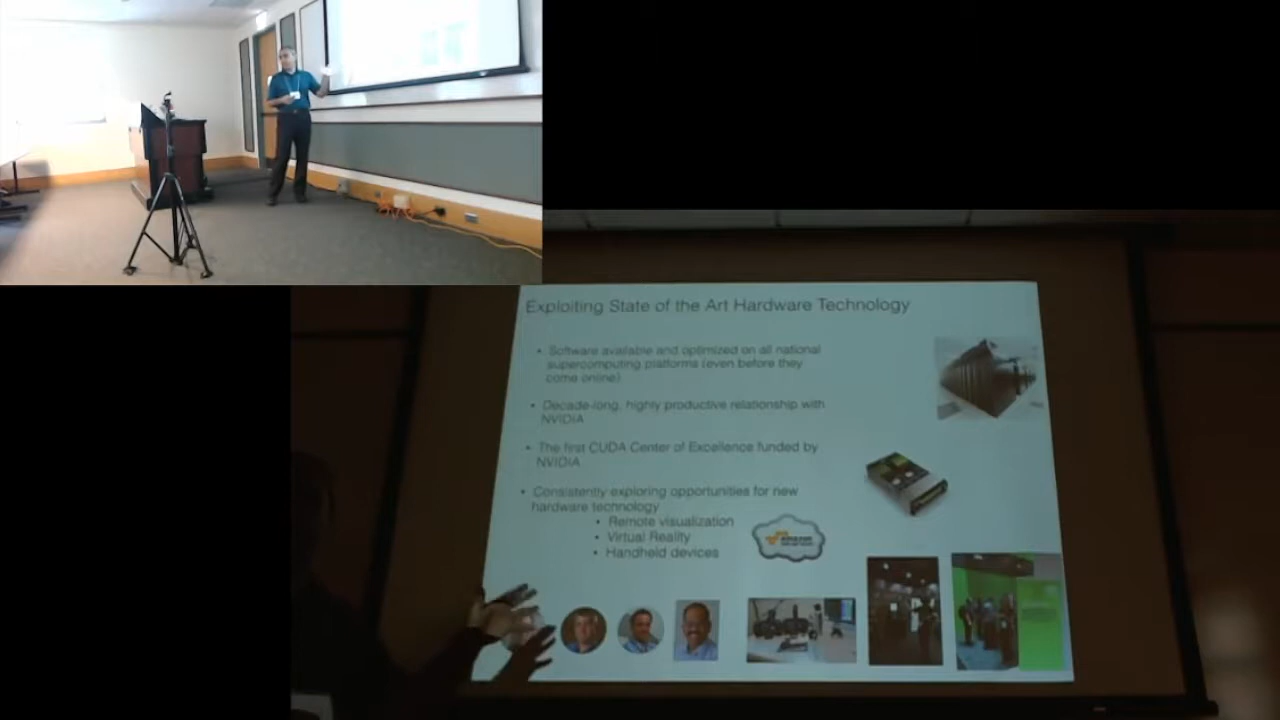 Exploiting State of the Art Hardware Technology
• Software available and optimized on all national
supercomputing platforms (even before they
come online)
• Decade-long, highly productive relationship with
NVIDIA
• The first CUDA Center of Excellence funded by
NVIDIA
• Consistently exploring opportunities for new
hardware technology
• Remote visualization
• Virtual Reality
• Handheld devices